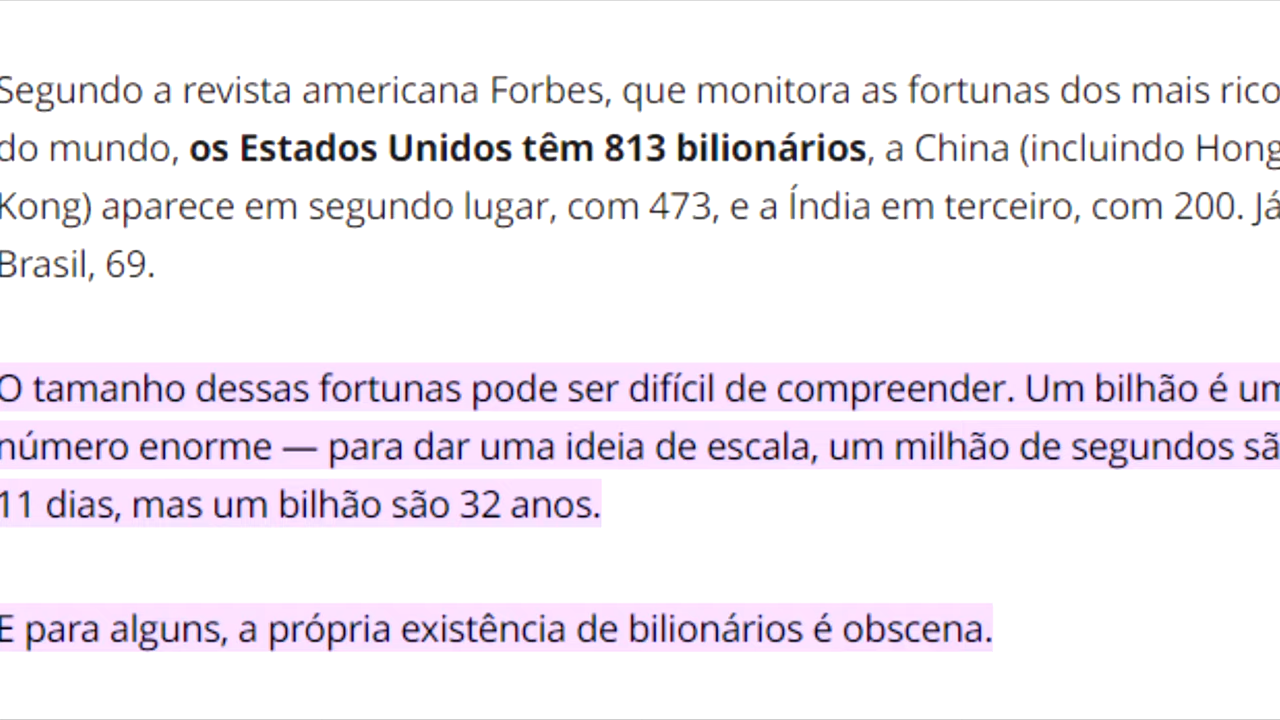 Segundo a revista americana Forbes, que monitora as fortunas dos mais rico
do mundo, os Estados Unidos têm 813 bilionários, a China (incluindo Hong
Kong) aparece em segundo lugar, com 473, e a Índia em terceiro, com 200. Já
Brasil, 69.
O tamanho dessas fortunas pode ser difícil de compreender. Um bilhão é um
número enorme — para dar uma ideia de escala, um milhão de segundos sã
11 dias, mas um bilhão são 32 anos.
E para alguns, a própria existência de bilionários é obscena.